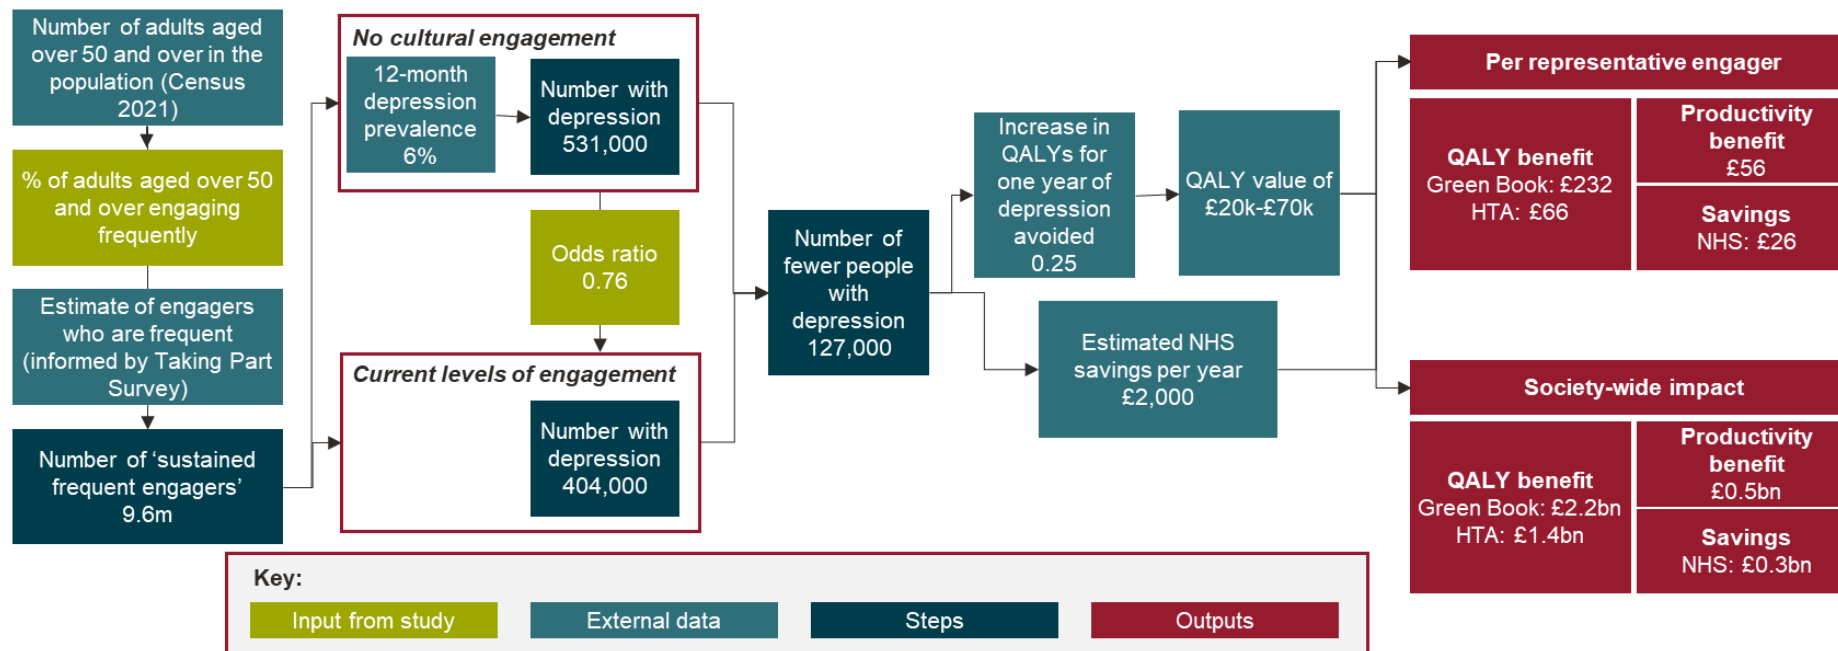 Number of adults aged
over 50 and over in the
population (Census
2021)
% of adults aged over 50
and over engaging
frequently
Estimate of engagers
who are frequent
(informed by Taking Part
Survey)
Number of ‘sustained
frequent engagers’
9.6m
No cultural engagement
12-month
depression
prevalence
6%
Number with
depression
531,000
Odds ratio
0.76
Current levels of engagement
Number with
depression
404,000
Number of
fewer people
with
depression
127,000
Increase in
QALYs for
one year of
depression
avoided
0.25
QALY value of
£20k-£70k
Estimated NHS
savings per year
£2,000
Per representative engager
QALY benefit
Green Book: £232
HTA: £66
Productivity
benefit
£56
Savings
NHS: £26
Society-wide impact
QALY benefit
Green Book: £2.2bn
HTA: £1.4bn
Productivity
benefit
£0.5bn
Savings
NHS: £0.3bn
Key:
Input from study
External data
Steps
Outputs